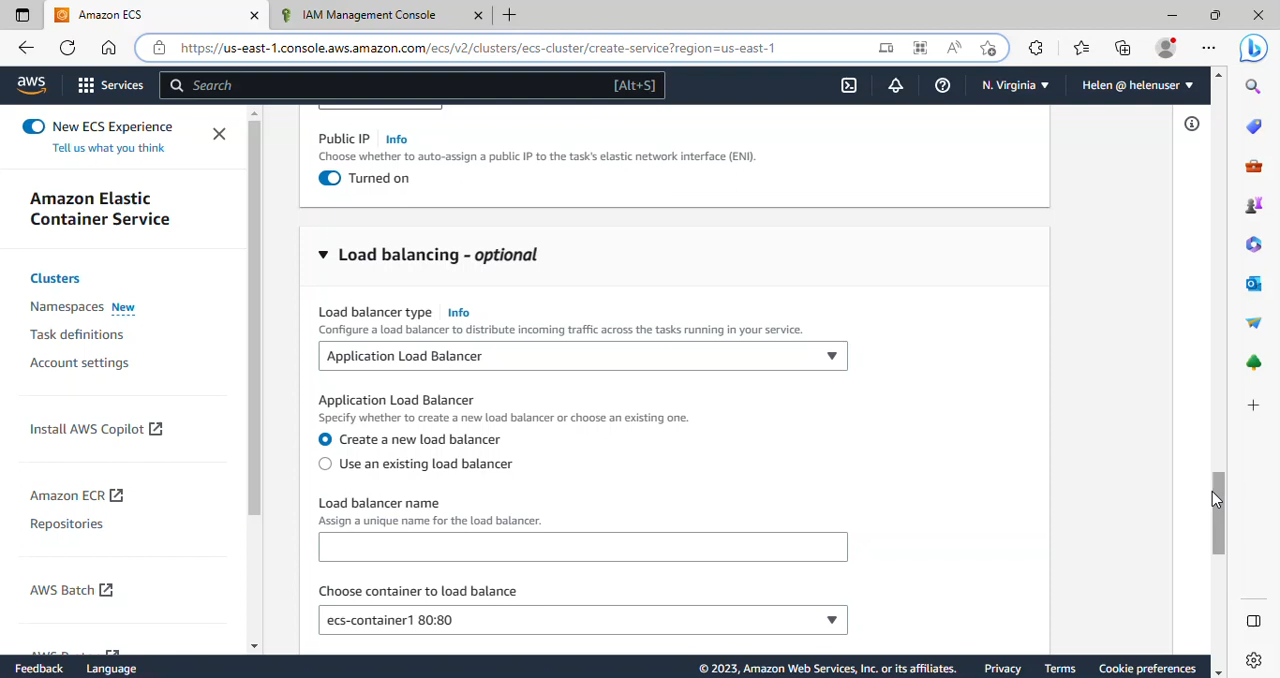 Amazon ECS
IAM Management Console
https://us-east-1.console.aws.amazon.com/ecs/v2/clusters/ecs-cluster/create-service?region=us-east-1
aws
Services
Search
[Alt+S]
N. Virginia
Helen @ helenuser
New ECS Experience
Tell us what you think
Amazon Elastic
Container Service
Clusters
Namespaces New
Task definitions
Account settings
Install AWS Copilot
Amazon ECR
Repositories
AWS Batch
Public IP Info
Choose whether to auto-assign a public IP to the task's elastic network interface (ENI).
Turned on
Load balancing - optional
Load balancer type Info
Configure a load balancer to distribute incoming traffic across the tasks running in your service.
Application Load Balancer
Application Load Balancer
Specify whether to create a new load balancer or choose an existing one.
Create a new load balancer
Use an existing load balancer
Load balancer name
Assign a unique name for the load balancer.
Choose container to load balance
ecs-container1 80:80
Feedback
Language
© 2023, Amazon Web Services, Inc. or its affiliates.
Privacy
Terms
Cookie preferences